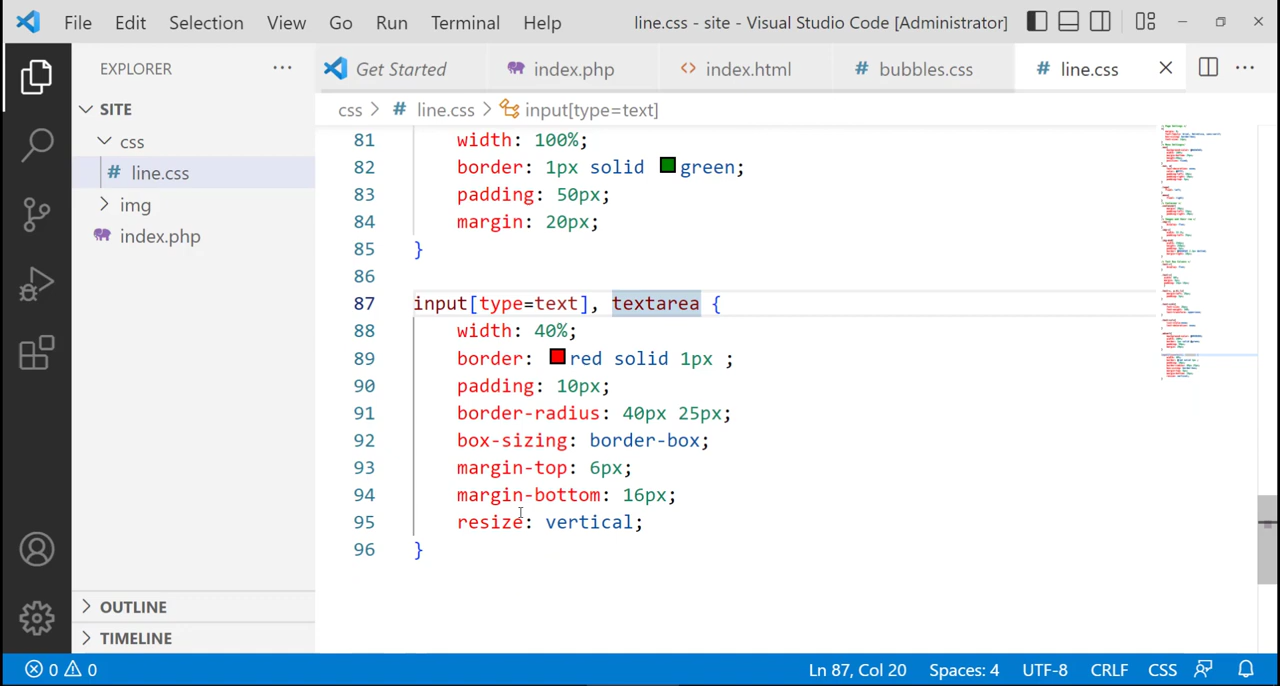 File Edit Selection View Go Run Terminal Help line.css - site - Visual Studio Code [Administrator]
EXPLORER ...
Get Started index.php index.html # bubbles.css # line.css
SITE
css
# line.css
img
index.php
css > # line.css > input[type=text]
81 width: 100%;
82 border: 1px solid green;
83 padding: 50px;
84 margin: 20px;
85 }
86
87 input[type=text], textarea {
88 width: 40%;
89 border: red solid 1px ;
90 padding: 10px;
91 border-radius: 40px 25px;
92 box-sizing: border-box;
93 margin-top: 6px;
94 margin-bottom: 16px;
95 resize: vertical;
96 }
OUTLINE
TIMELINE
0 0 Ln 87, Col 20 Spaces: 4 UTF-8 CRLF CSS